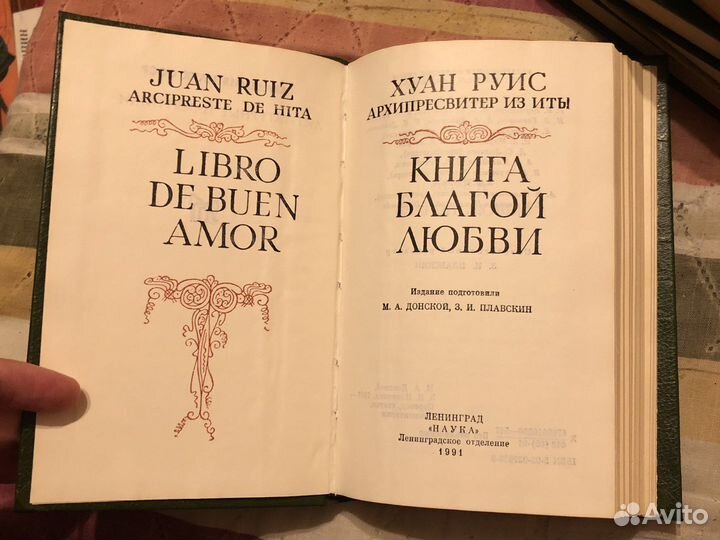 JUAN RUIZ
ARCIPRESTE DE HITA
LIBRO
DE BUEN
AMOR
ХУАН РУИС
АРХИПРЕСВИТЕР ИЗ ИТЫ
КНИГА
БЛАГОЙ
ЛЮБВИ
Издание подготовили
М. А. ДОНСКОЙ, З. И. ПЛАВСКИН
ЛЕНИНГРАД
«НАУКА»
Ленинградское отделение
1991
Avito